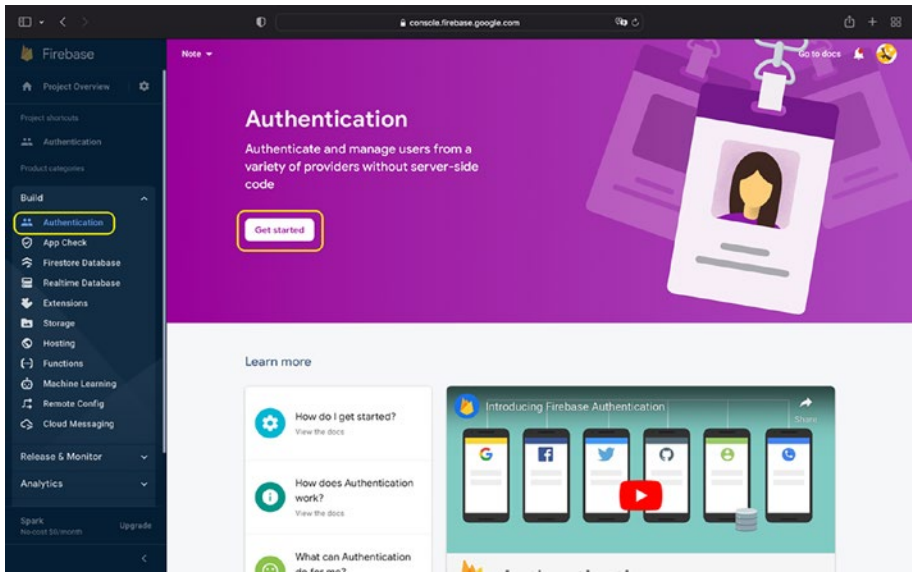 console.firebase.google.com
Firebase
Project Overview
Project shortcuts
Authentication
Product categories
Build
Authentication
App Check
Firestore Database
Realtime Database
Extensions
Storage
Hosting
Functions
Machine Learning
Remote Config
Cloud Messaging
Release & Monitor
Analytics
Spark
No-cost $0/month
Upgrade
Note
Go to docs
Authentication
Authenticate and manage users from a
variety of providers without server-side
code
Get started
Learn more
How do I get started?
View the docs
How does Authentication
work?
View the docs
What can Authentication
do for me?
Introducing Firebase Authentication
Share